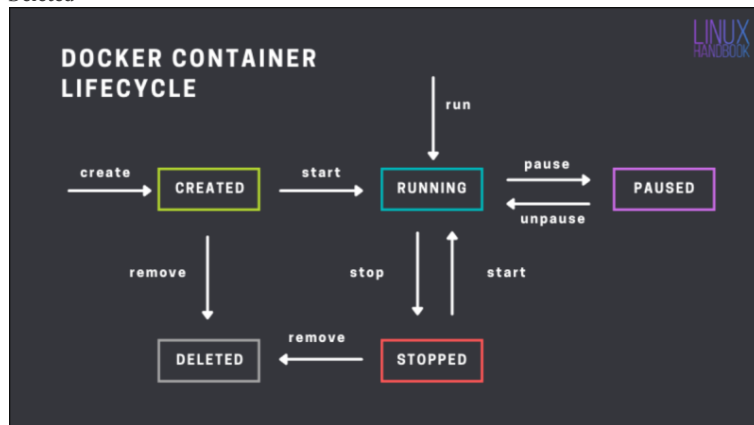 Deleted
DOCKER CONTAINER
LIFECYCLE
LINUX
HANDBOOK
run
create
CREATED
start
RUNNING
pause
unpause
PAUSED
remove
stop
start
DELETED
remove
STOPPED